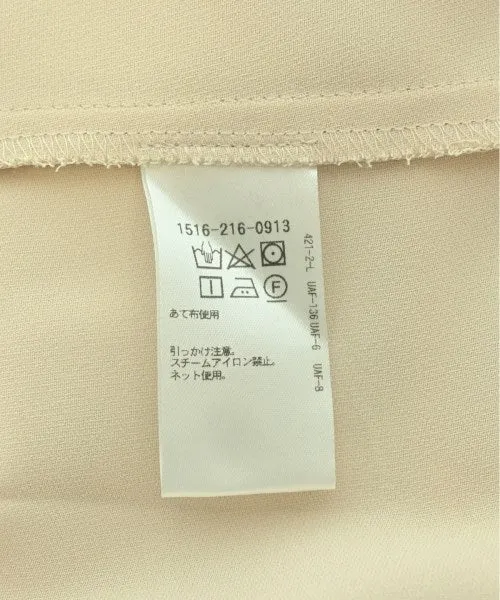 1516-216-0913
F
あて布使用
引っかけ注意。
スチームアイロン禁止。
ネット使用。
421-2-L UAF-136 UAF-6 UAF-8